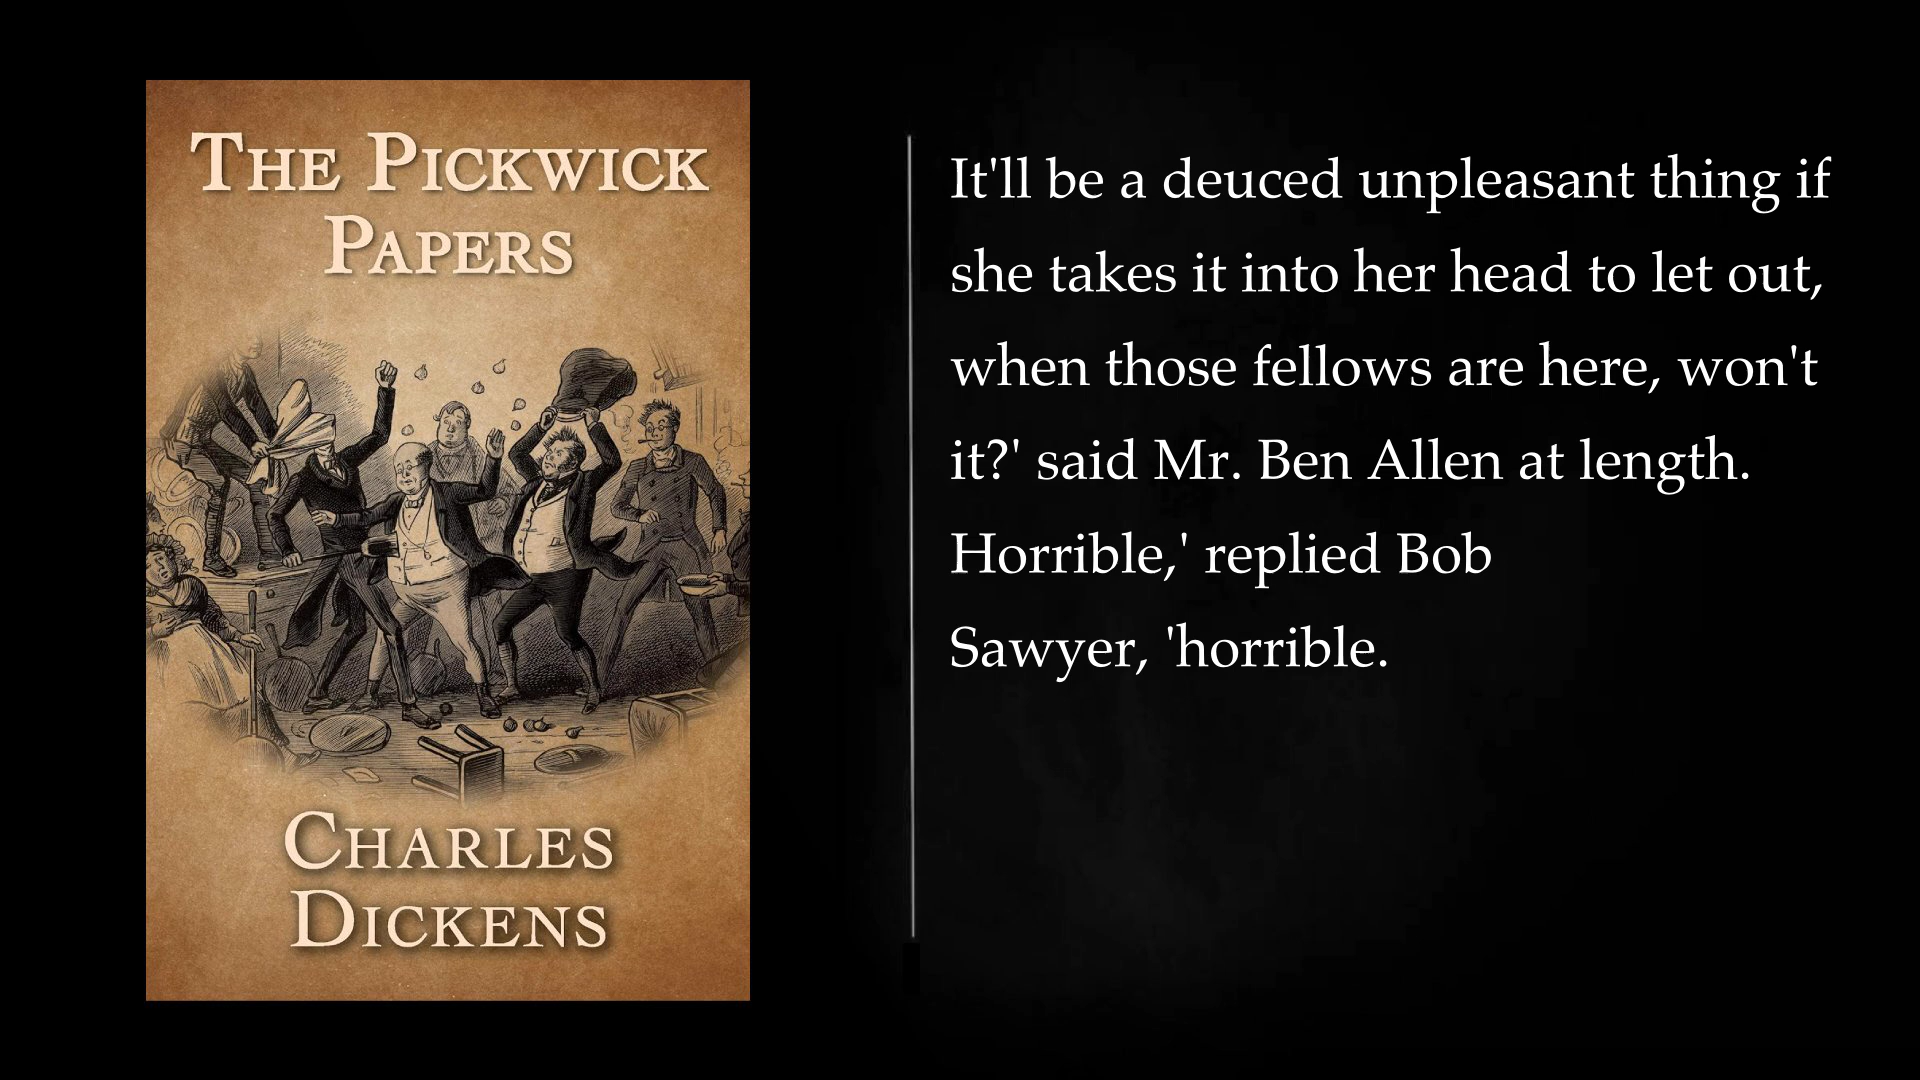 THE PICKWICK
PAPERS
CHARLES
DICKENS
It'll be a deuced unpleasant thing if
she takes it into her head to let out,
when those fellows are here, won't
it?' said Mr. Ben Allen at length.
Horrible,' replied Bob
Sawyer, 'horrible.